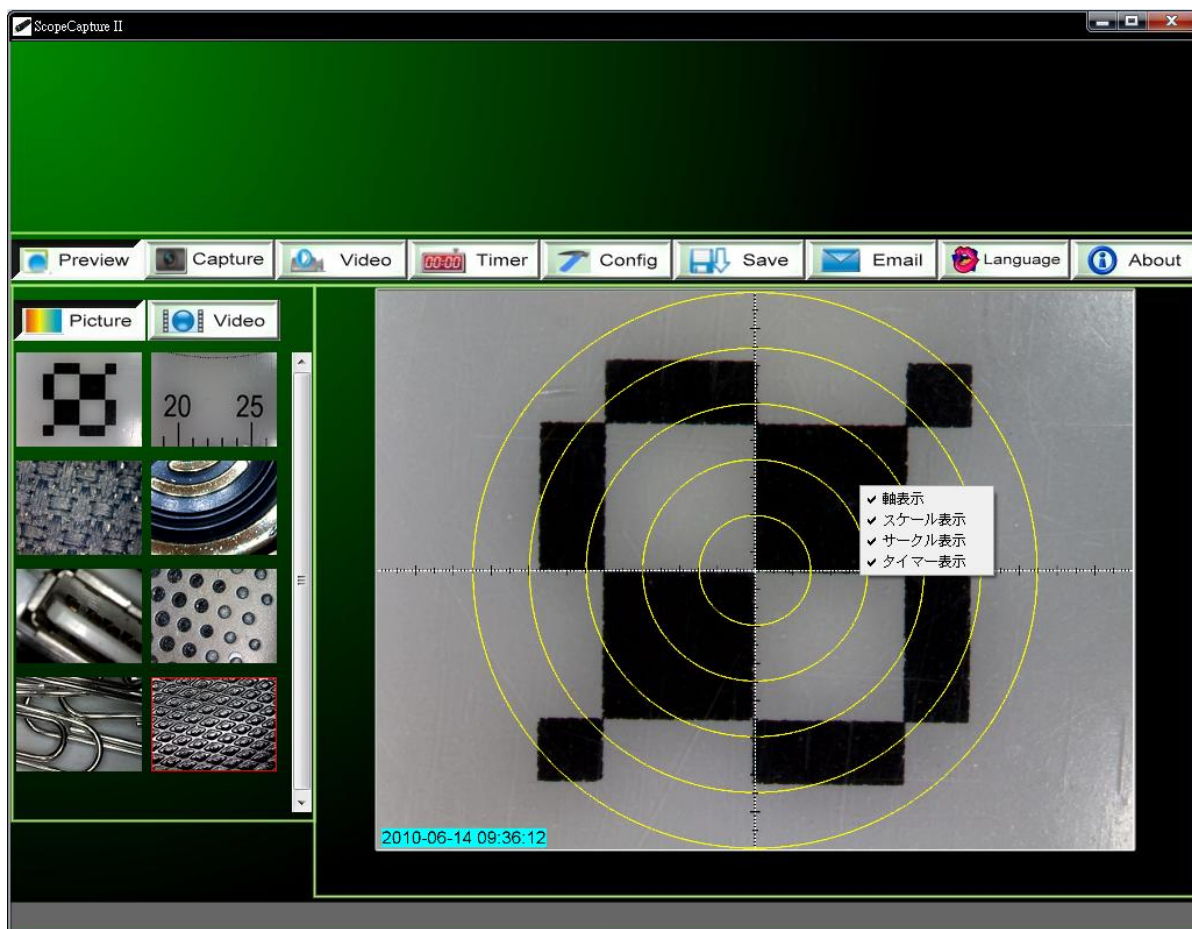 ScopeCapture II
Preview
Capture
Video
00:00
Timer
Config
Save
Email
Language
About
Picture
Video
20 25
軸表示
スケール表示
サークル表示
タイマー表示
2010-06-14 09:36:12